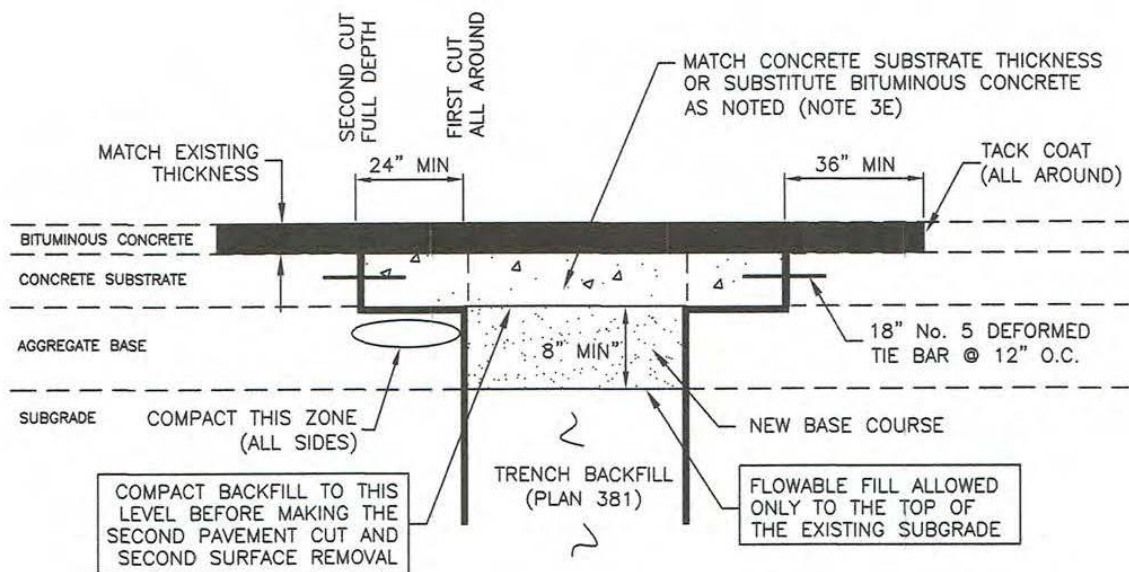 SECOND CUT
FULL DEPTH
FIRST CUT
ALL AROUND
MATCH CONCRETE SUBSTRATE THICKNESS
OR SUBSTITUTE BITUMINOUS CONCRETE
AS NOTED (NOTE 3E)
MATCH EXISTING
THICKNESS
24" MIN
36" MIN
TACK COAT
(ALL AROUND)
BITUMINOUS CONCRETE
CONCRETE SUBSTRATE
AGGREGATE BASE
8" MIN"
18" No. 5 DEFORMED
TIE BAR @ 12" O.C.
SUBGRADE
COMPACT THIS ZONE
(ALL SIDES)
NEW BASE COURSE
TRENCH BACKFILL
(PLAN 381)
COMPACT BACKFILL TO THIS
LEVEL BEFORE MAKING THE
SECOND PAVEMENT CUT AND
SECOND SURFACE REMOVAL
FLOWABLE FILL ALLOWED
ONLY TO THE TOP OF
THE EXISTING SUBGRADE